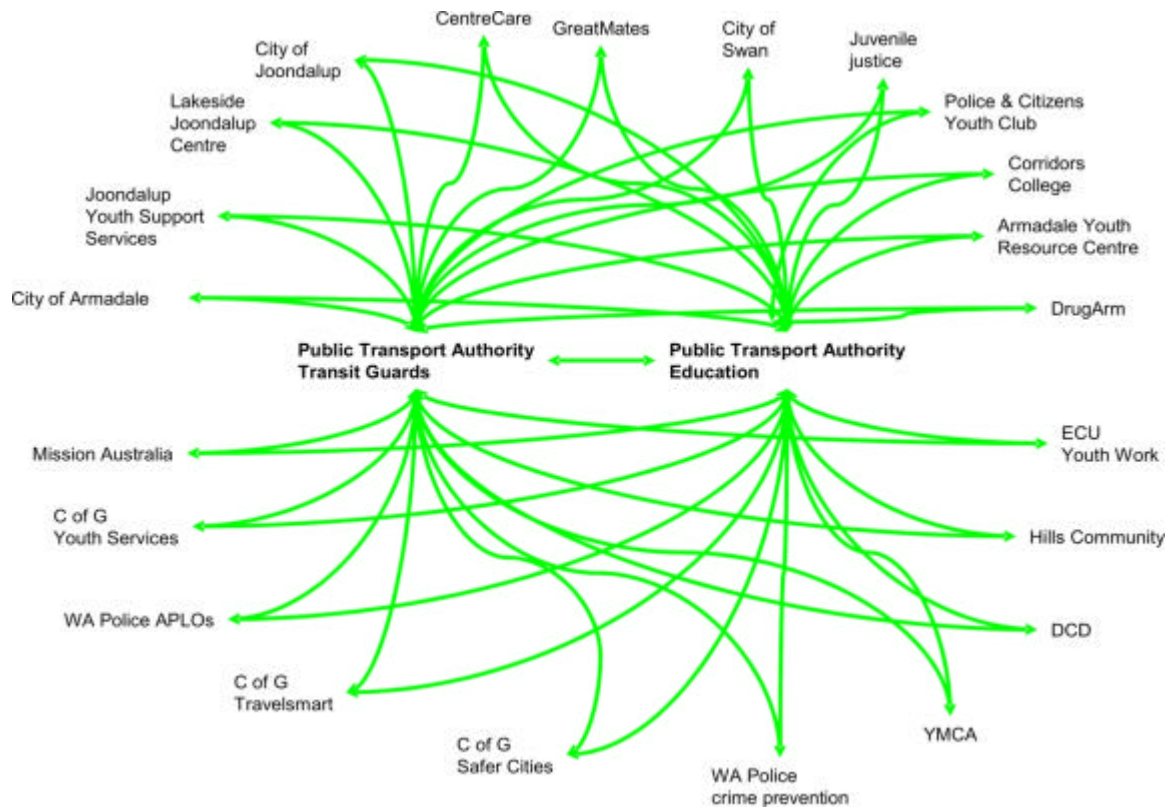 CentreCare
GreatMates
City of
Swan
Juvenile
justice
City of
Joondalup
Lakeside
Joondalup
Centre
Police & Citizens
Youth Club
Corridors
College
Joondalup
Youth Support
Services
Armadale Youth
Resource Centre
City of Armadale
DrugArm
Public Transport Authority
Transit Guards
Public Transport Authority
Education
Mission Australia
ECU
Youth Work
C of G
Youth Services
Hills Community
WA Police APLOs
DCD
C of G
Travelsmart
C of G
Safer Cities
YMCA
WA Police
crime prevention